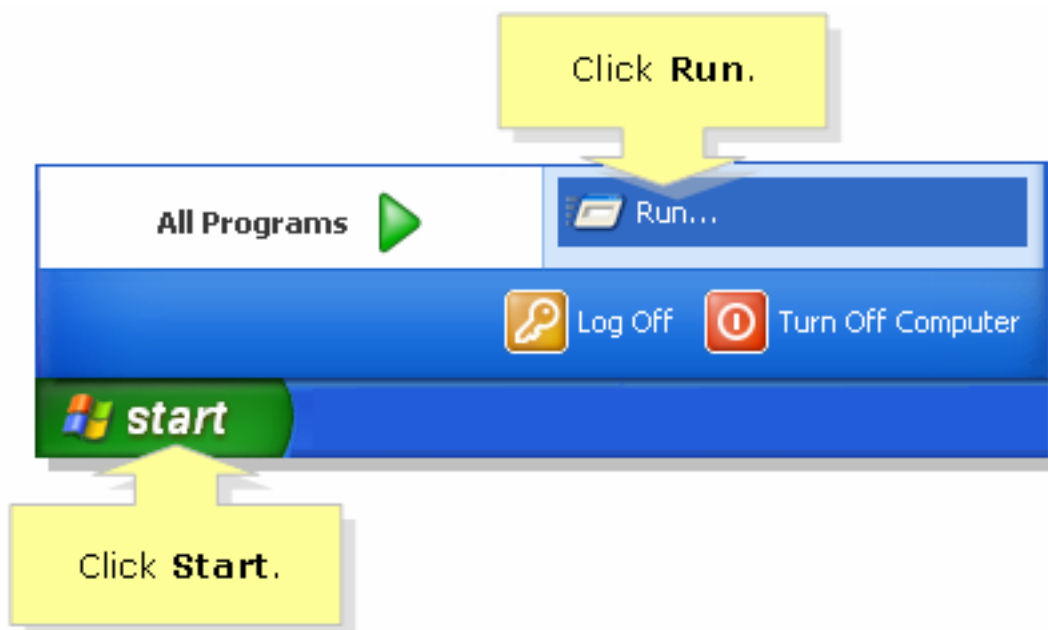 Click Run.
All Programs
Run...
Log Off
Turn Off Computer
start
Click Start.